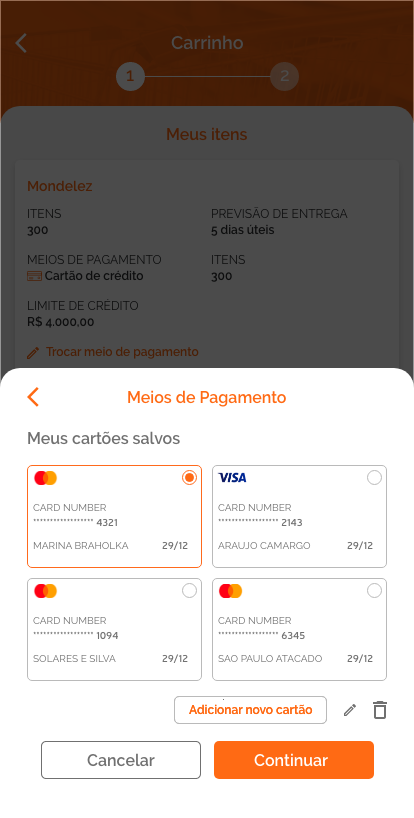 Carrinho
1 2
Meus itens
Mondelez
ITENS
300
PREVISÃO DE ENTREGA
5 dias úteis
MEIOS DE PAGAMENTO
Cartão de crédito
ITENS
300
LIMITE DE CRÉDITO
R$ 4.000,00
Trocar meio de pagamento
Meios de Pagamento
Meus cartões salvos
CARD NUMBER
***************** 4321
MARINA BRAHOLKA 29/12
VISA
CARD NUMBER
***************** 2143
ARAUJO CAMARGO 29/12
CARD NUMBER
***************** 1094
SOLARES E SILVA 29/12
CARD NUMBER
***************** 6345
SAO PAULO ATACADO 29/12
Adicionar novo cartão
Cancelar
Continuar